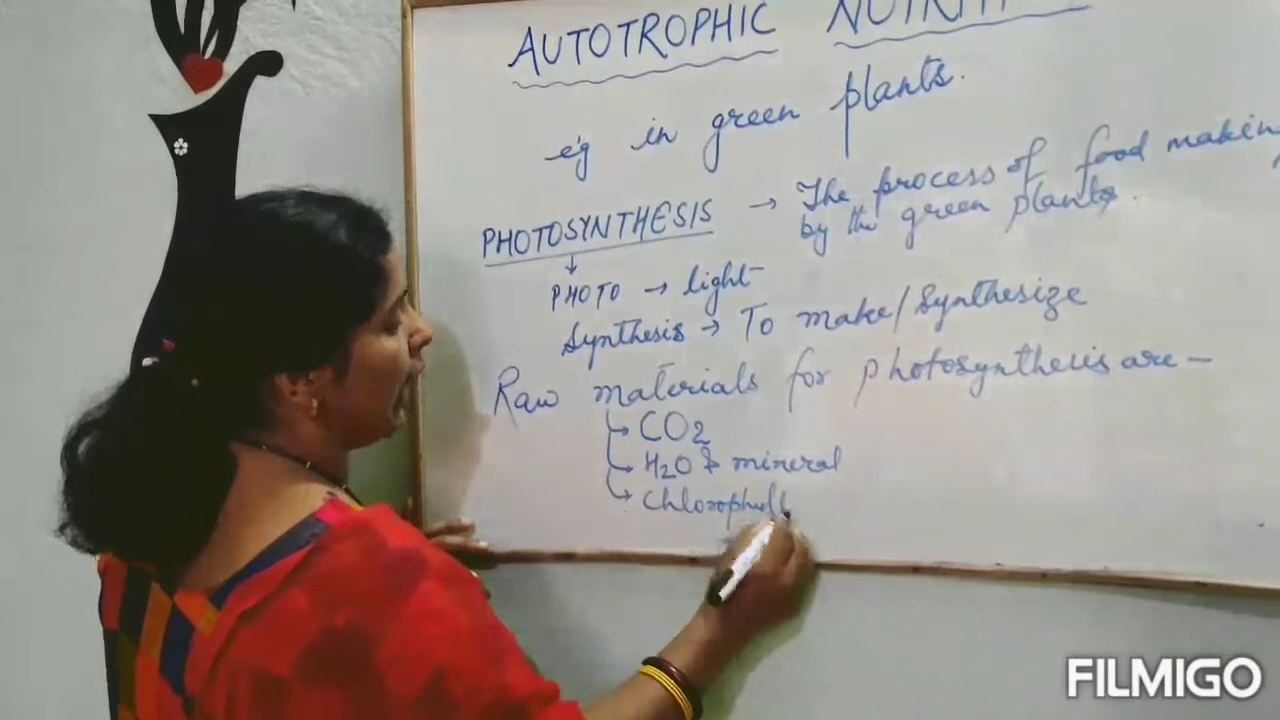 AUTOTROPHIC
e'g in green plants.
PHOTOSYNTHESIS → The process of food making
by the green plants.
PHOTO → light
Synthesis → To make/Synthesize
Raw materials for photosynthesis are -
CO2
H2O & mineral
Chlorophyll
FILMIGO